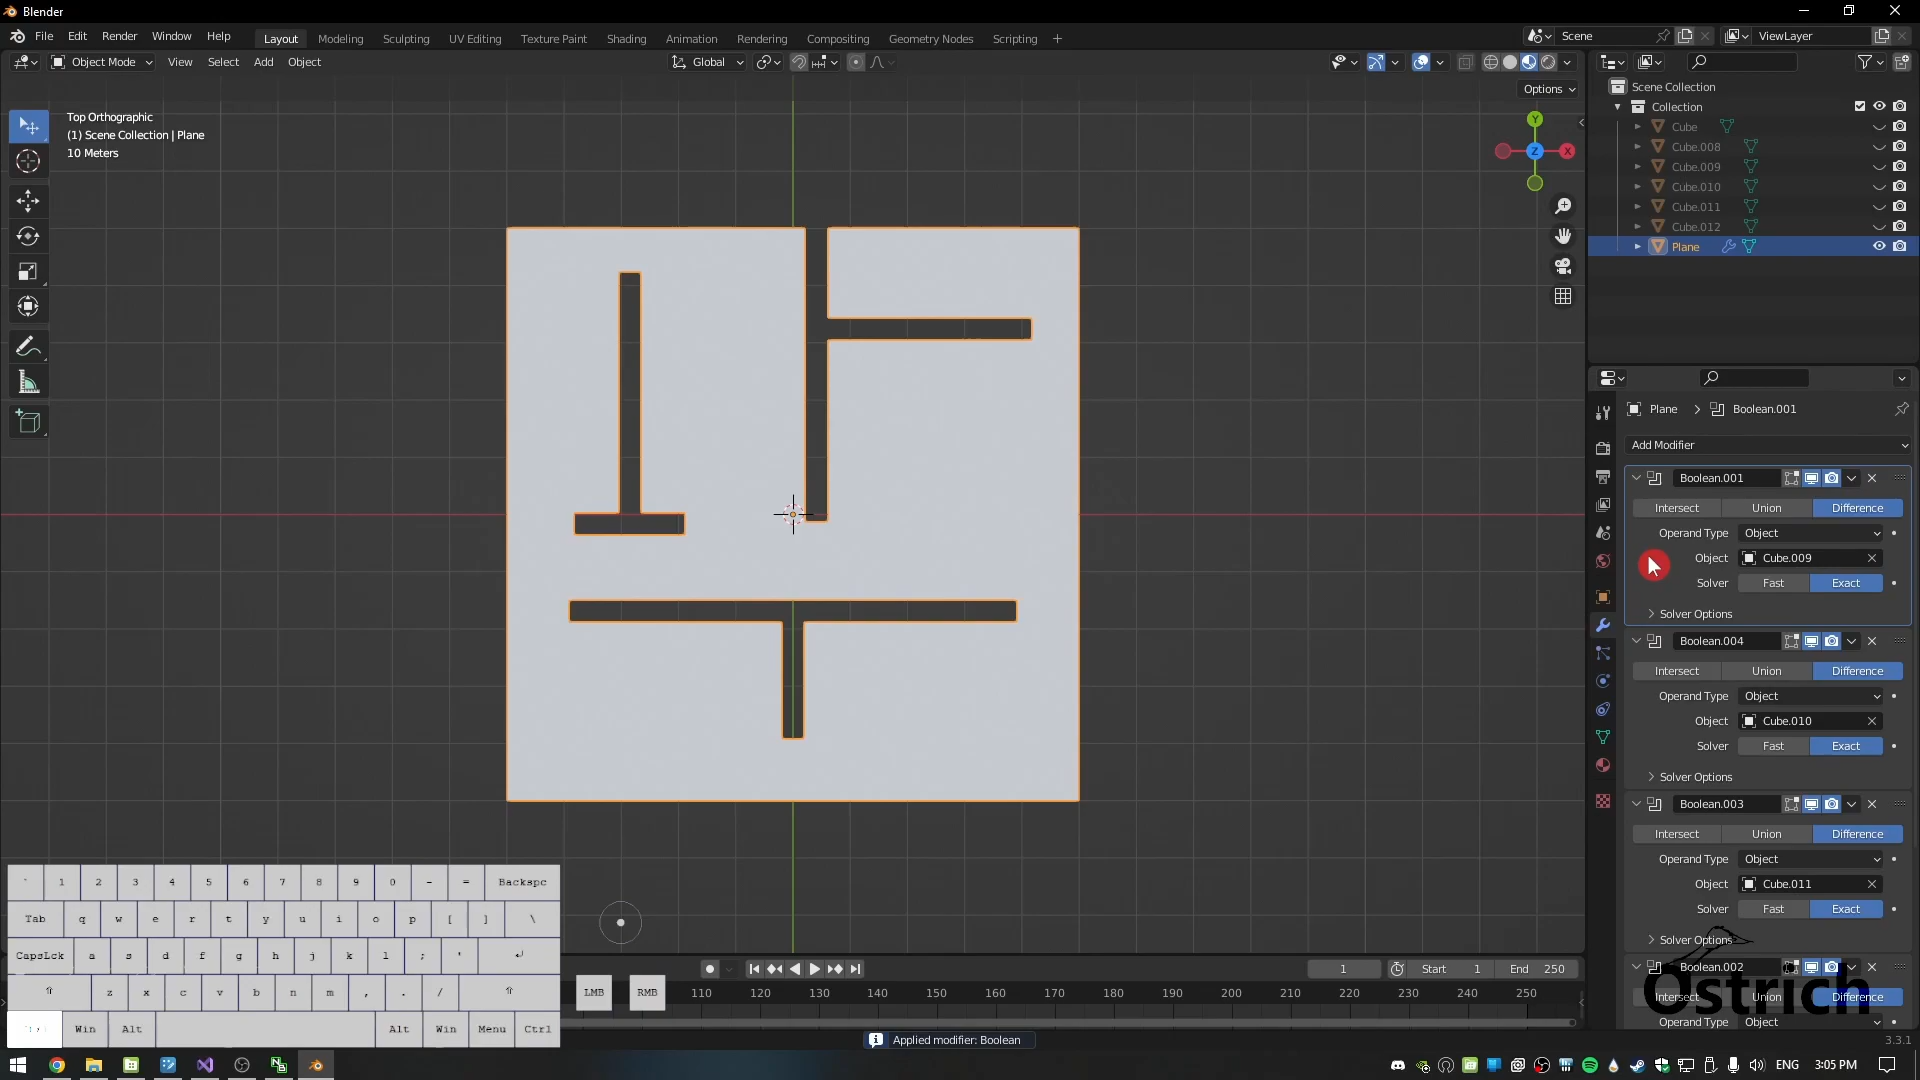 Blender
File Edit Render Window Help Layout Modeling Sculpting UV Editing Texture Paint Shading Animation Rendering Compositing Geometry Nodes Scripting + Scene ViewLayer
Object Mode View Select Add Object Global
Options
Top Orthographic
(1) Scene Collection | Plane
10 Meters
Y
Z X
Scene Collection
Collection
Cube
Cube.008
Cube.009
Cube.010
Cube.011
Cube.012
Plane
Plane > Boolean.001
Add Modifier
Boolean.001
Intersect Union Difference
Operand Type Object
Object Cube.009
Solver Fast Exact
Solver Options
Boolean.004
Intersect Union Difference
Operand Type Object
Object Cube.010
Solver Fast Exact
Solver Options
Boolean.003
Intersect Union Difference
Operand Type Object
Object Cube.011
Solver Fast Exact
Solver Options
Boolean.002
Intersect Union Difference
Operand Type Object
Ostrich
` 1 2 3 4 5 6 7 8 9 0 - = Backspc
Tab q w e r t y u i o p [ ] \
CapsLck a s d f g h j k l ; '
z x c v b n m , . /
Win Alt Alt Win Menu Ctrl
LMB RMB
1 Start 1 End 250
110 120 130 140 150 160 170 180 190 200 210 220 230 240 250
Applied modifier: Boolean
3.3.1
ENG 3:05 PM